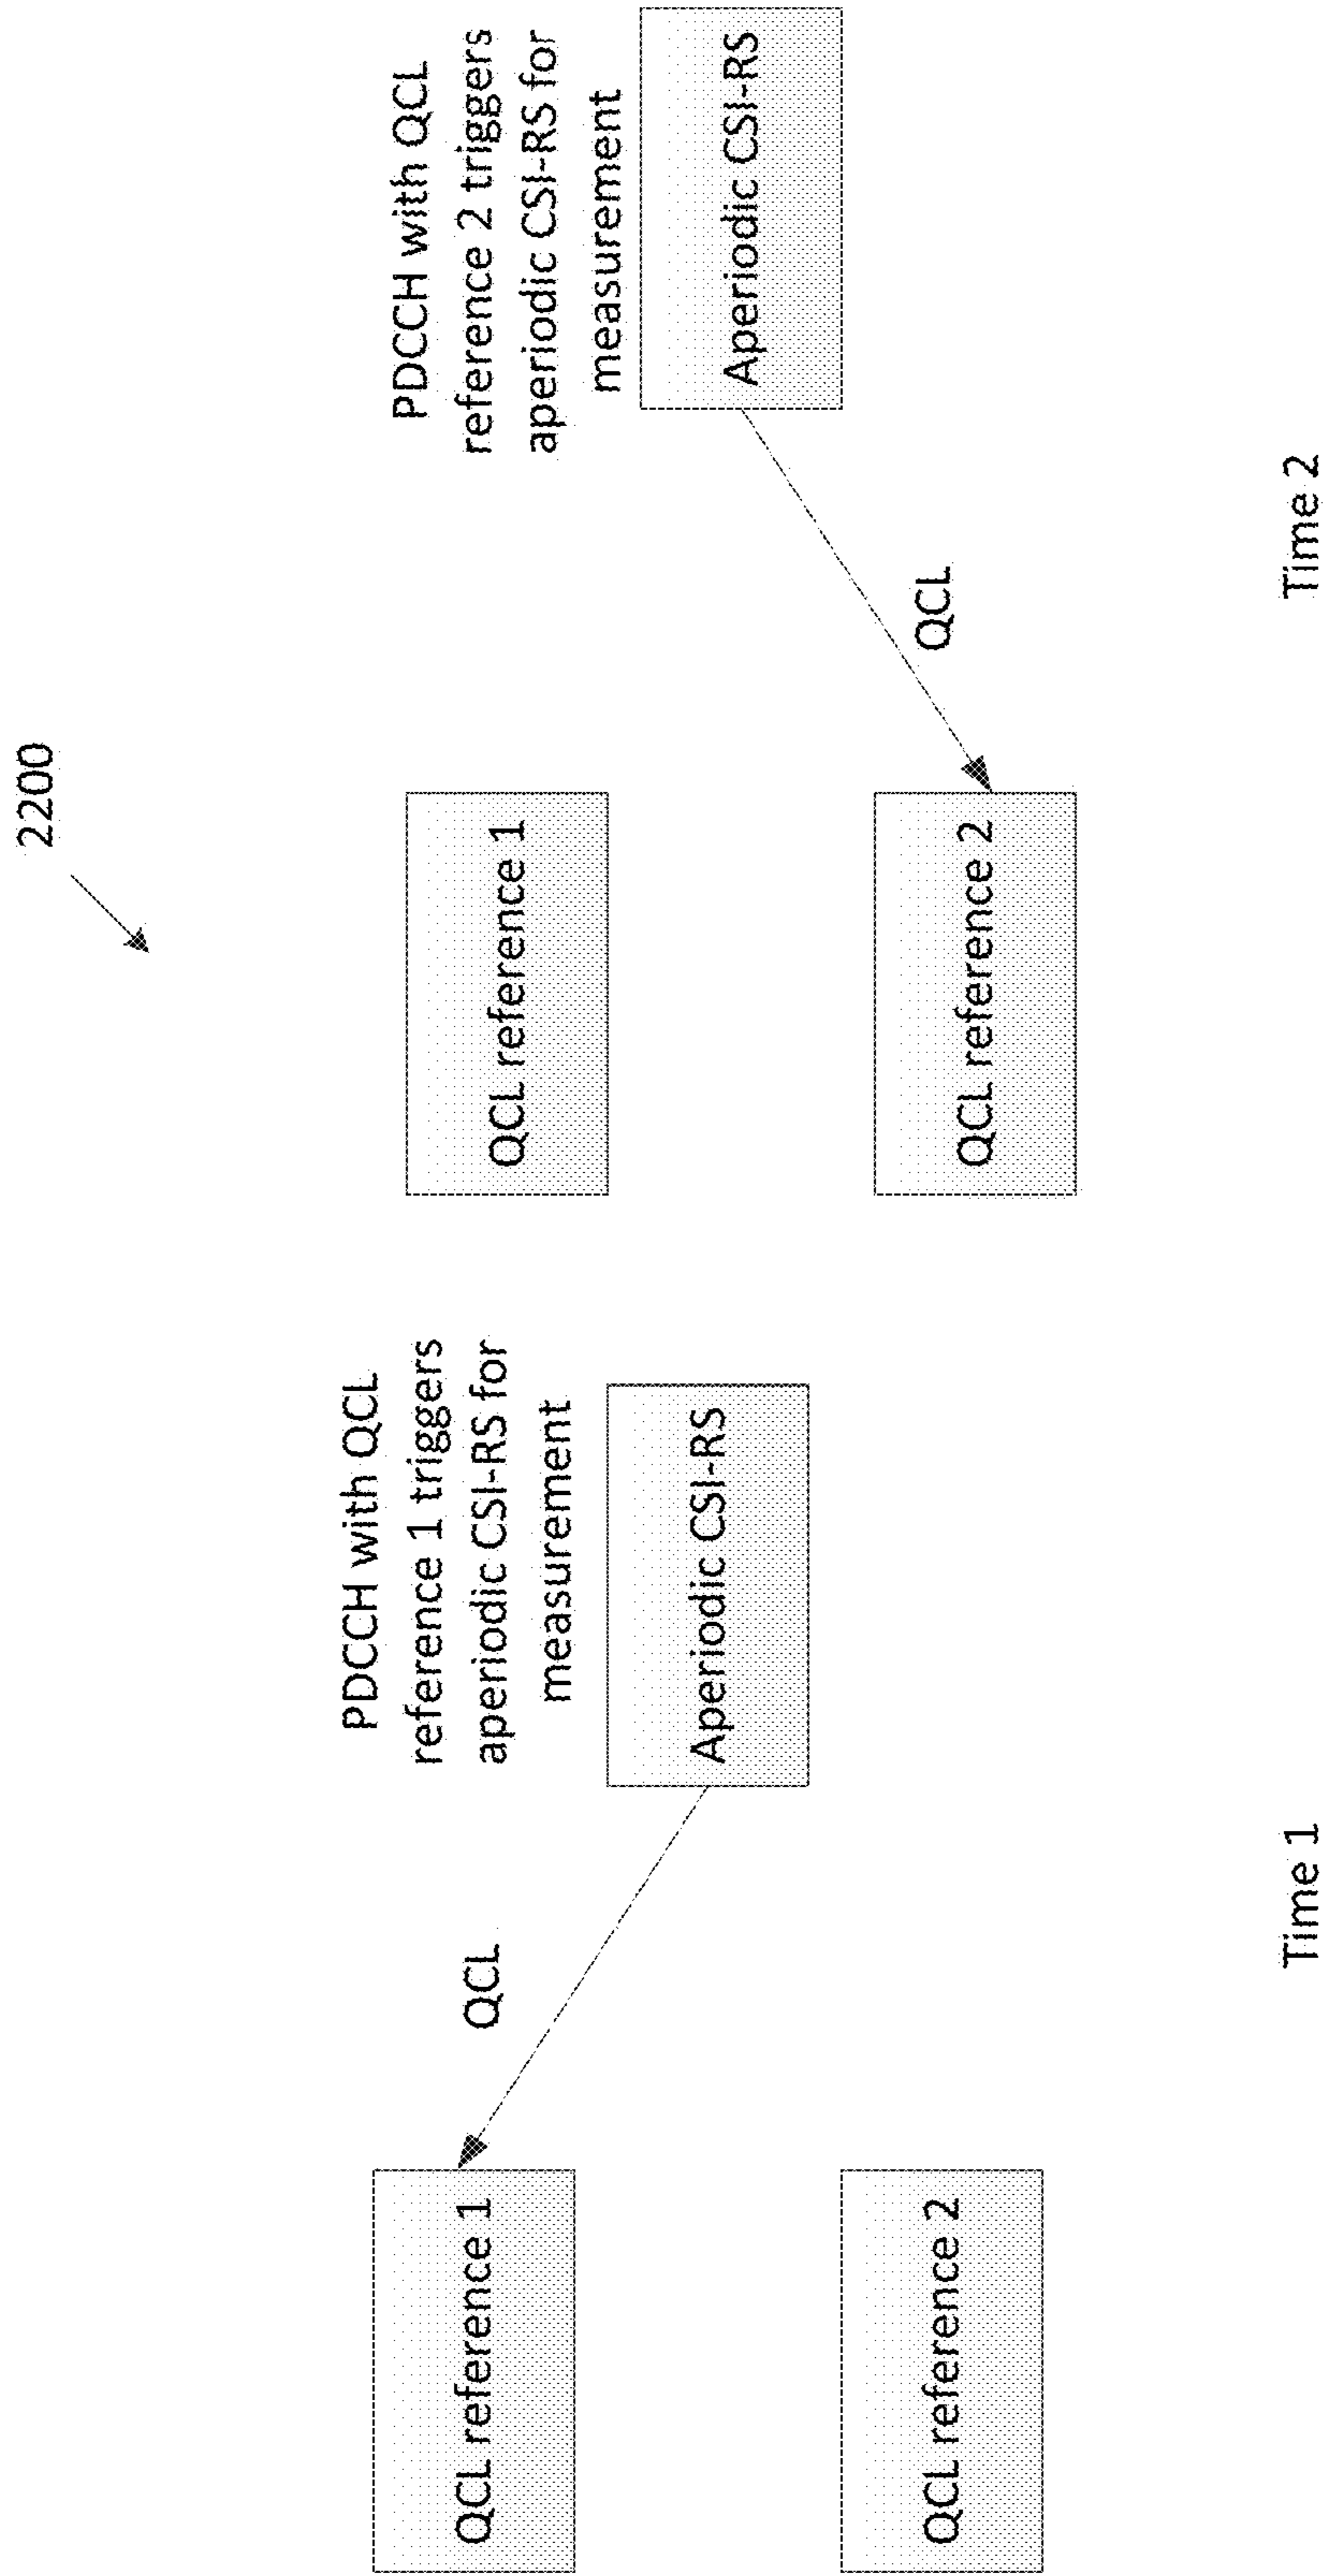 2200
QCL reference 1
QCL reference 2
QCL
PDCCH with QCL
reference 1 triggers
aperiodic CSI-RS for
measurement
Aperiodic CSI-RS
Time 1
QCL reference 1
QCL reference 2
QCL
PDCCH with QCL
reference 2 triggers
aperiodic CSI-RS for
measurement
Aperiodic CSI-RS
Time 2